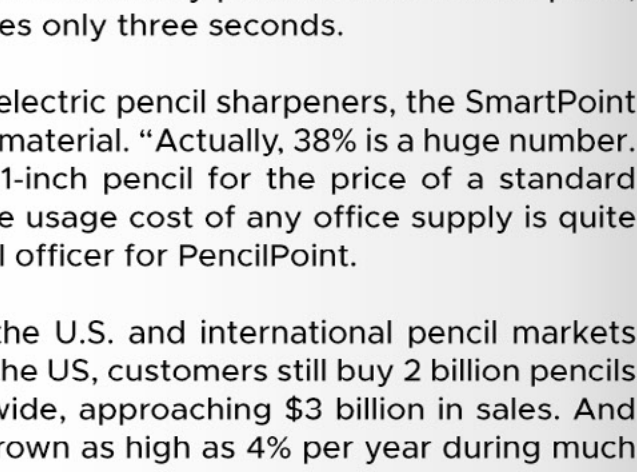 es only three seconds.
electric pencil sharpeners, the SmartPoint
material. “Actually, 38% is a huge number.
1-inch pencil for the price of a standard
e usage cost of any office supply is quite
l officer for PencilPoint.
the U.S. and international pencil markets
he US, customers still buy 2 billion pencils
wide, approaching $3 billion in sales. And
rown as high as 4% per year during much